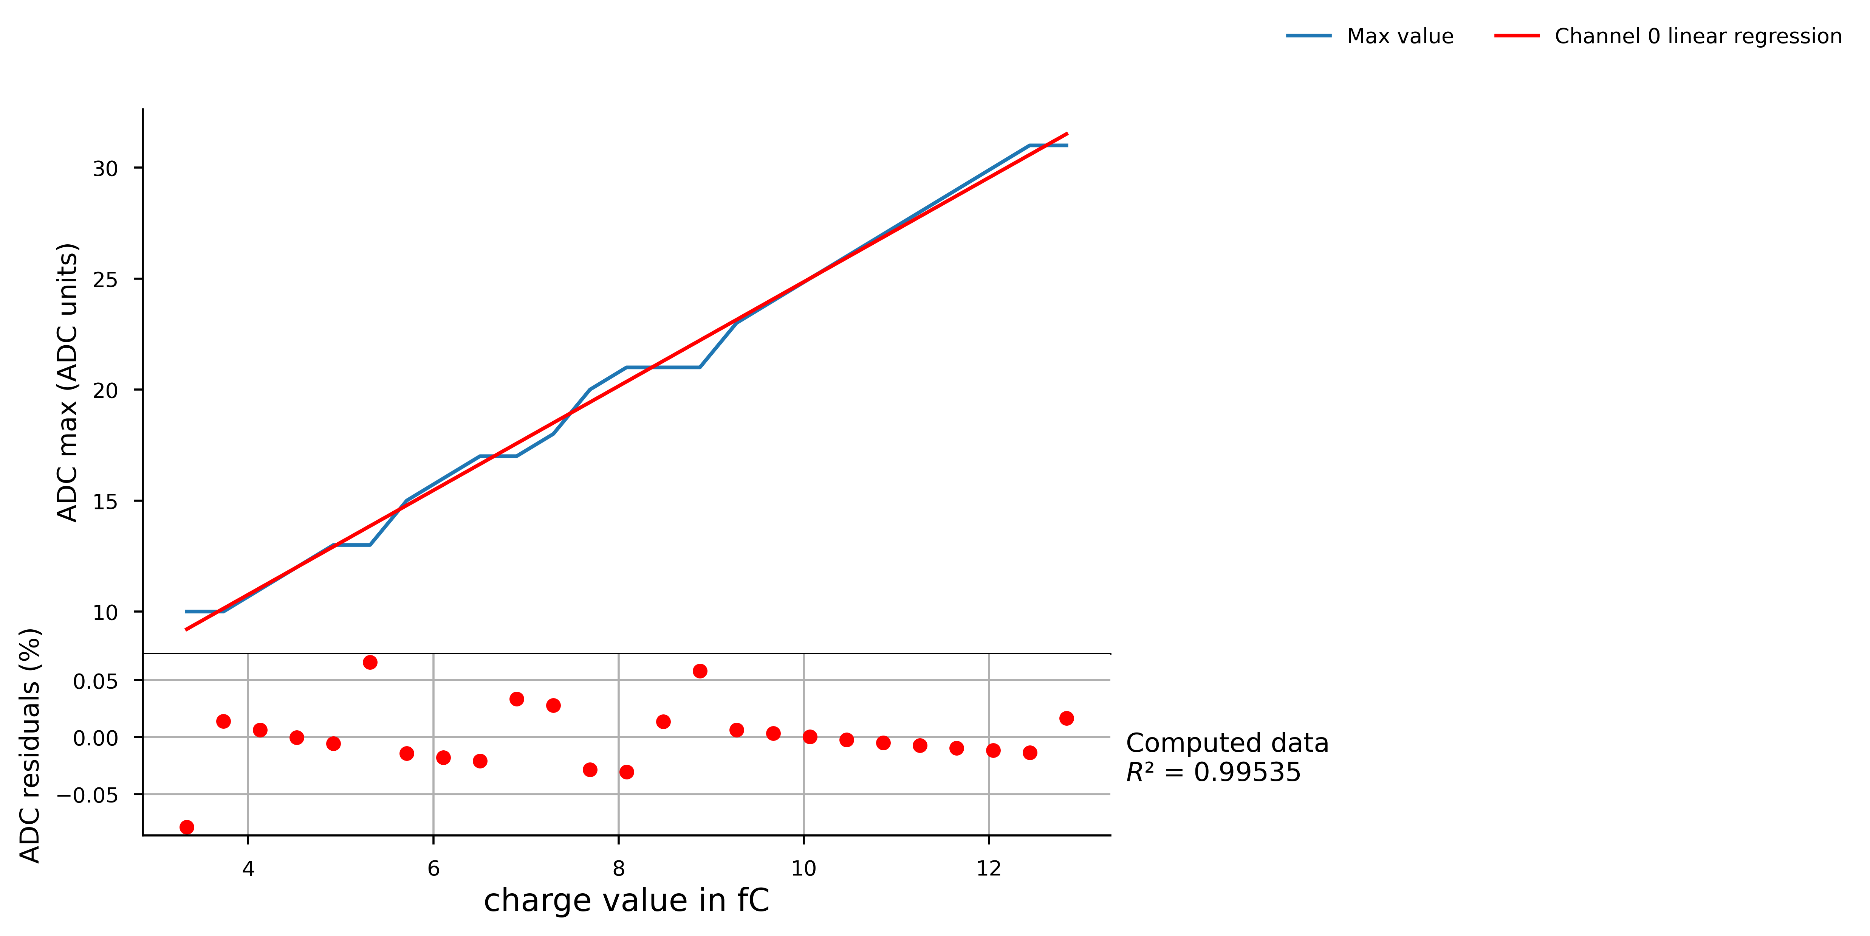 Max value
Channel 0 linear regression
ADC max (ADC units)
30
25
20
15
10
ADC residuals (%)
0.05
0.00
−0.05
Computed data
R² = 0.99535
4 6 8 10 12
charge value in fC